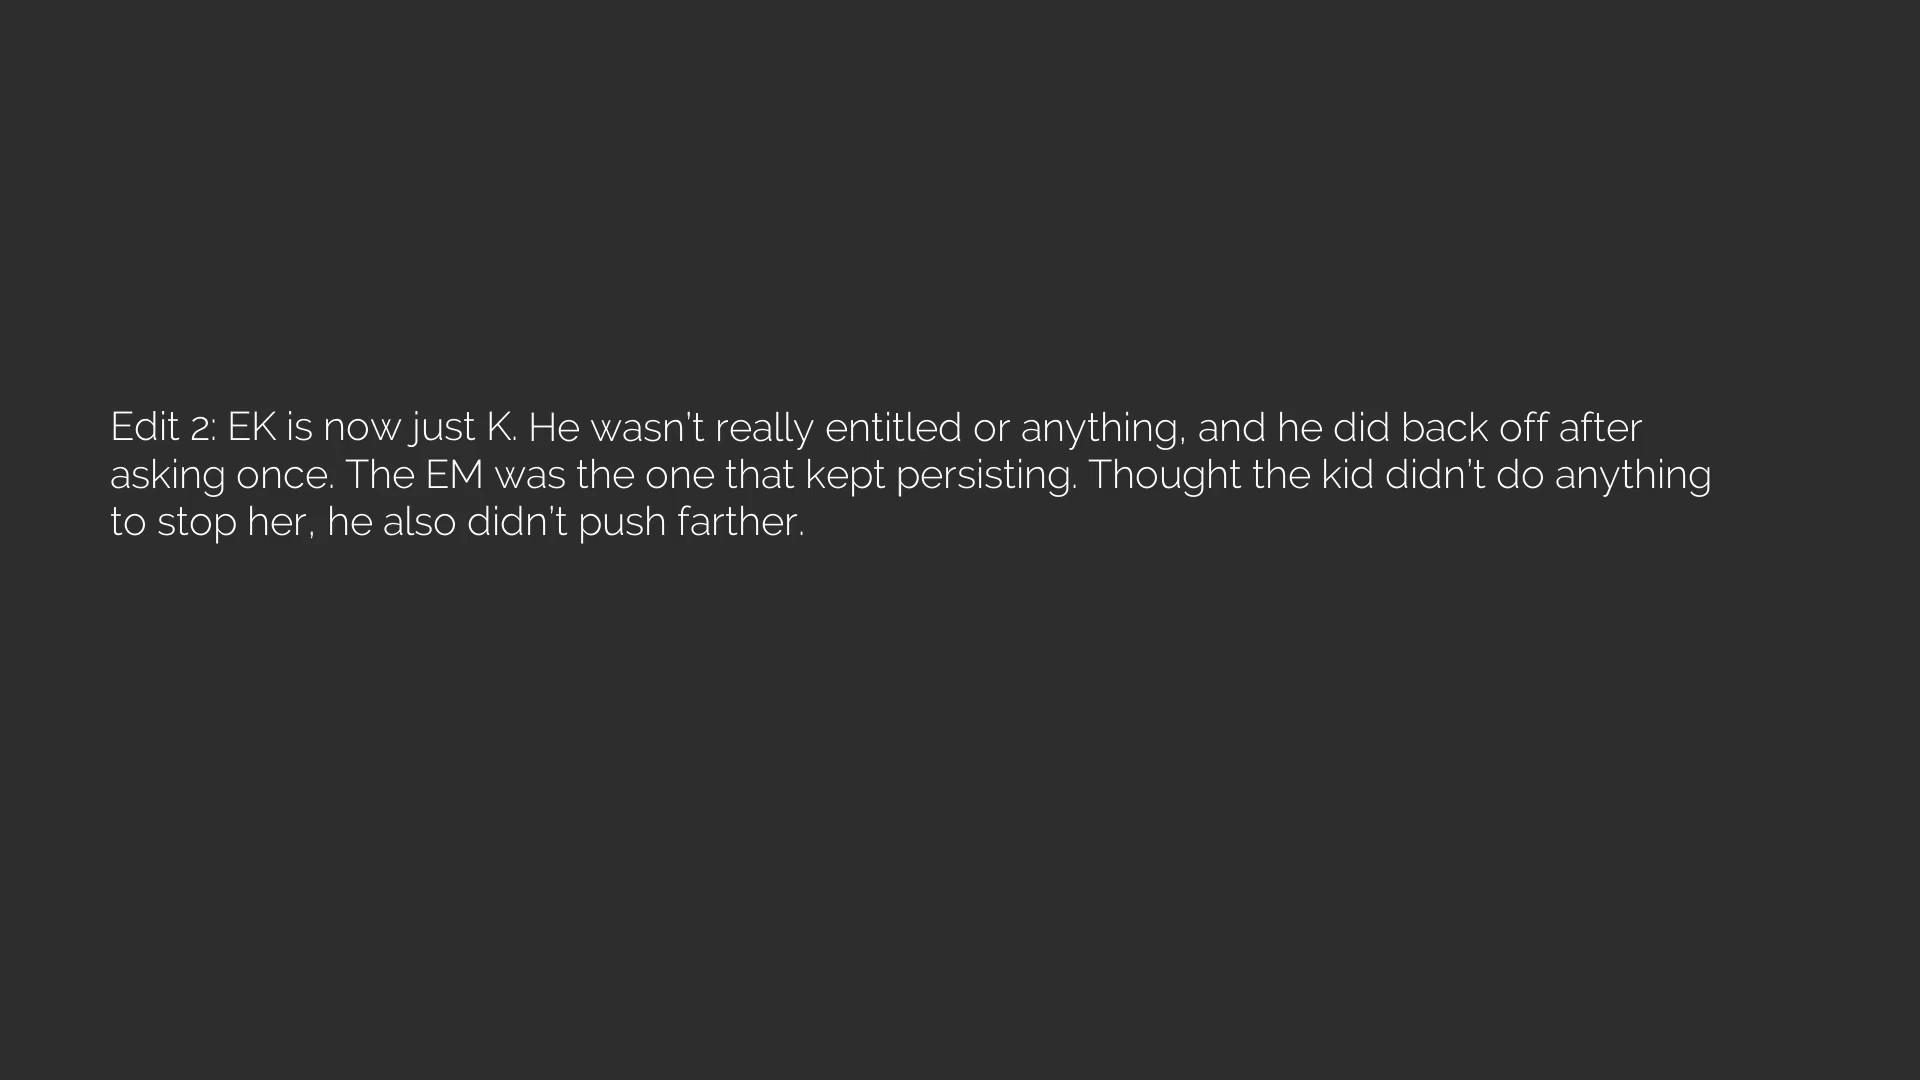 Edit 2: EK is now just K. He wasn't really entitled or anything, and he did back off after
asking once. The EM was the one that kept persisting. Thought the kid didn't do anything
to stop her, he also didn't push farther.